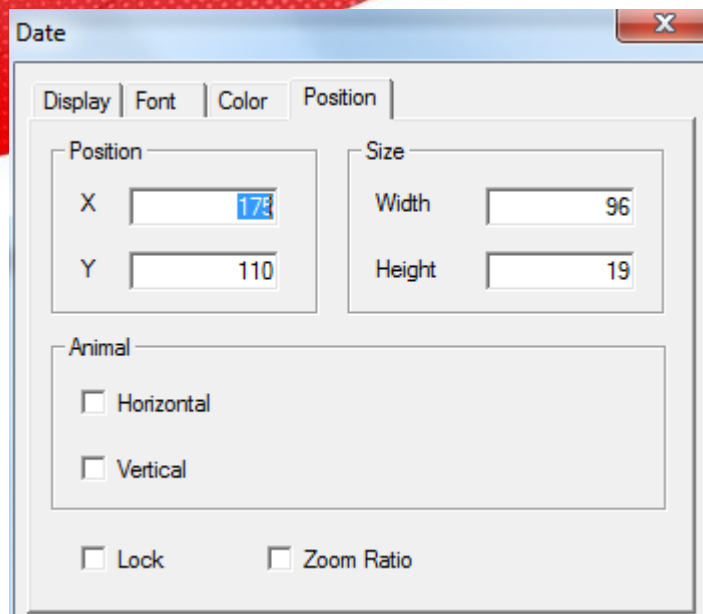 Date
Display Font Color Position
Position
X 175
Y 110
Size
Width 96
Height 19
Animal
Horizontal
Vertical
Lock Zoom Ratio